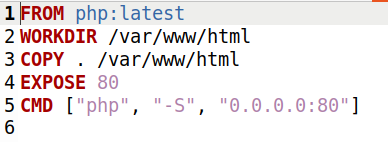 1 FROM php:latest
2 WORKDIR /var/www/html
3 COPY . /var/www/html
4 EXPOSE 80
5 CMD ["php", "-S", "0.0.0.0:80"]
6